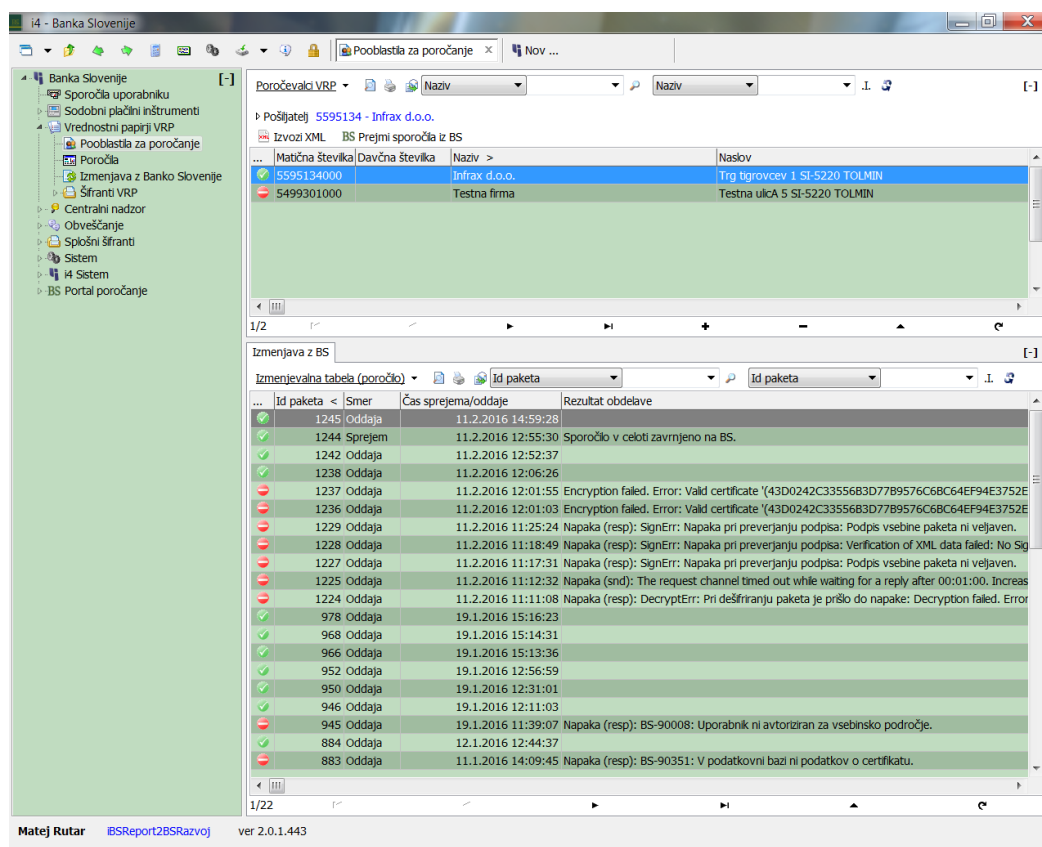 i4 - Banka Slovenije
Pooblastila za poročanje × Nov ...
Banka Slovenije [-]
Sporočila uporabniku
Sodobni plačilni inštrumenti
Vrednostni papirji VRP
Pooblastila za poročanje
Poročila
Izmenjava z Banko Slovenije
Šifranti VRP
Centralni nadzor
Obveščanje
Splošni šifranti
Sistem
i4 Sistem
BS Portal poročanje
Poročevalci VRP Naziv Naziv .I. [-]
Pošiljatelj 5595134 - Infrax d.o.o.
Izvozi XML BS Prejmi sporočila iz BS
... Matična številka Davčna številka Naziv > Naslov
5595134000 Infrax d.o.o. Trg tigrovcev 1 SI-5220 TOLMIN
5499301000 Testna firma Testna ulicA 5 SI-5220 TOLMIN
1/2
Izmenjava z BS [-]
Izmenjevalna tabela (poročilo) Id paketa Id paketa .I.
... Id paketa < Smer Čas sprejema/oddaje Rezultat obdelave
1245 Oddaja 11.2.2016 14:59:28
1244 Sprejem 11.2.2016 12:55:30 Sporočilo v celoti zavrnjeno na BS.
1242 Oddaja 11.2.2016 12:52:37
1238 Oddaja 11.2.2016 12:06:26
1237 Oddaja 11.2.2016 12:01:55 Encryption failed. Error: Valid certificate '(43D0242C33556B3D77B9576C6BC64EF94E3752E
1236 Oddaja 11.2.2016 12:01:03 Encryption failed. Error: Valid certificate '(43D0242C33556B3D77B9576C6BC64EF94E3752E
1229 Oddaja 11.2.2016 11:25:24 Napaka (resp): SignErr: Napaka pri preverjanju podpisa: Podpis vsebine paketa ni veljaven.
1228 Oddaja 11.2.2016 11:18:49 Napaka (resp): SignErr: Napaka pri preverjanju podpisa: Verification of XML data failed: No Sig
1227 Oddaja 11.2.2016 11:17:31 Napaka (resp): SignErr: Napaka pri preverjanju podpisa: Podpis vsebine paketa ni veljaven.
1225 Oddaja 11.2.2016 11:12:32 Napaka (snd): The request channel timed out while waiting for a reply after 00:01:00. Increas
1224 Oddaja 11.2.2016 11:11:08 Napaka (resp): DecryptErr: Pri dešifriranju paketa je prišlo do napake: Decryption failed. Error
978 Oddaja 19.1.2016 15:16:23
968 Oddaja 19.1.2016 15:14:31
966 Oddaja 19.1.2016 15:13:36
952 Oddaja 19.1.2016 12:56:59
950 Oddaja 19.1.2016 12:31:01
946 Oddaja 19.1.2016 12:11:03
945 Oddaja 19.1.2016 11:39:07 Napaka (resp): BS-90008: Uporabnik ni avtoriziran za vsebinsko področje.
884 Oddaja 12.1.2016 12:44:37
883 Oddaja 11.1.2016 14:09:45 Napaka (resp): BS-90351: V podatkovni bazi ni podatkov o certifikatu.
1/22
Matej Rutar iBSReport2BSRazvoj ver 2.0.1.443